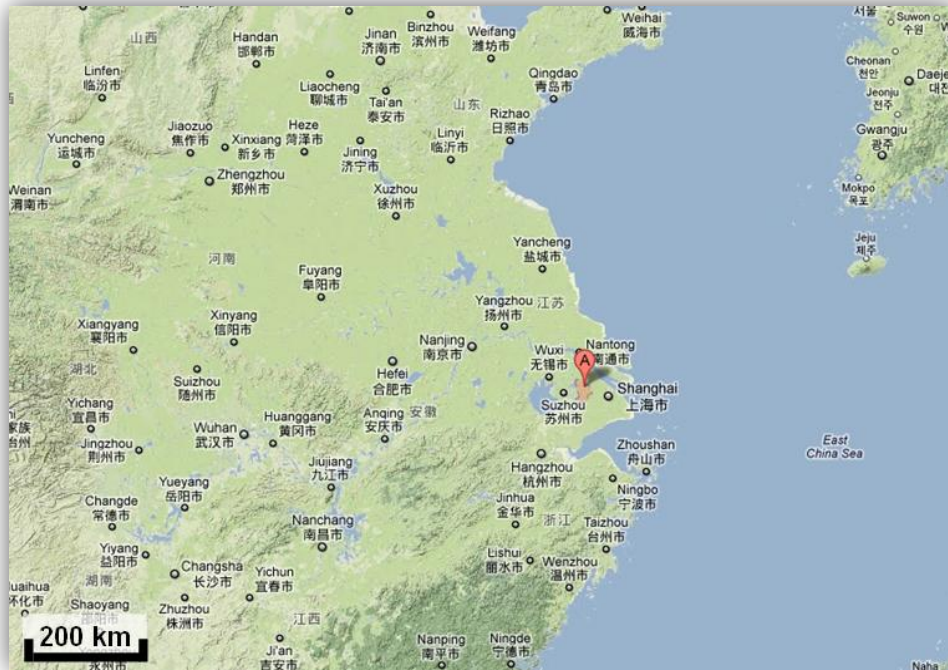 山西
Handan
邯郸市
Jinan
济南市
Binzhou
滨州市
Weifang
潍坊市
Weihai
威海市
서울
Suwon
수원
Linfen
临汾市
Liaocheng
聊城市
Tai'an
泰安市
山东
Qingdao
青岛市
Cheonan
천안
Daeje
대전
Jeonju
전주
Yuncheng
运城市
Jiaozuo
焦作市
Xinxiang
新乡市
Heze
菏泽市
Jining
济宁市
Linyi
临沂市
Rizhao
日照市
Gwangju
광주
Weinan
渭南市
Zhengzhou
郑州市
Xuzhou
徐州市
Mokpo
목포
河南
Yancheng
盐城市
Jeju
제주
Fuyang
阜阳市
Yangzhou
扬州市
江苏
Xiangyang
襄阳市
Xinyang
信阳市
Nanjing
南京市
Wuxi
无锡市
Nantong
南通市
A
湖北
Suizhou
随州市
Hefei
合肥市
Suzhou
苏州市
Shanghai
上海市
Yichang
宜昌市
Jingzhou
荆州市
Wuhan
武汉市
Huanggang
黄冈市
Anqing
安庆市
安徽
Zhoushan
舟山市
East
China Sea
Hangzhou
杭州市
Ningbo
宁波市
Yueyang
岳阳市
Jiujiang
九江市
Changde
常德市
Nanchang
南昌市
Jinhua
金华市
浙江
Taizhou
台州市
Yiyang
益阳市
Changsha
长沙市
Yichun
宜春市
Lishui
丽水市
Wenzhou
温州市
湖南
Zhuzhou
株洲市
江西
Shaoyang
邵阳市
Ji'an
吉安市
Nanping
南平市
Ningde
宁德市
永州市
Naha
200 km